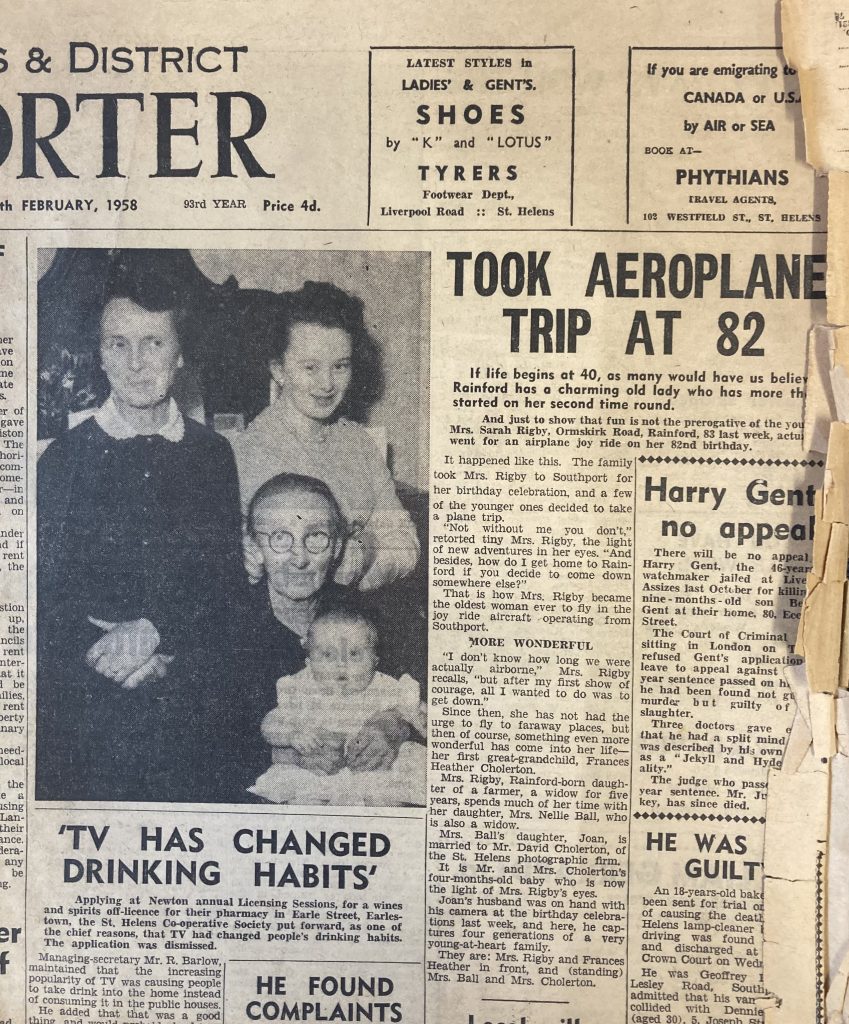 S & DISTRICT
ORTER
th FEBRUARY, 1958 93rd YEAR Price 4d.
LATEST STYLES in
LADIES' & GENT'S.
SHOES
by "K" and "LOTUS"
TYRERS
Footwear Dept.,
Liverpool Road :: St. Helens
If you are emigrating to
CANADA or U.S.A
by AIR or SEA
BOOK AT—
PHYTHIANS
TRAVEL AGENTS,
102 WESTFIELD ST., ST. HELENS
TOOK AEROPLANE
TRIP AT 82
If life begins at 40, as many would have us believ
Rainford has a charming old lady who has more th
started on her second time round.
And just to show that fun is not the prerogative of the you
Mrs. Sarah Rigby, Ormskirk Road, Rainford, 83 last week, actu
went for an airplane joy ride on her 82nd birthday.
It happened like this. The family
took Mrs. Rigby to Southport for
her birthday celebration, and a few
of the younger ones decided to take
a plane trip.
"Not without me you don't,"
retorted tiny Mrs. Rigby, the light
of new adventures in her eyes. "And
besides, how do I get home to Rain-
ford if you decide to come down
somewhere else?"
That is how Mrs. Rigby became
the oldest woman ever to fly in the
joy ride aircraft operating from
Southport.
MORE WONDERFUL
"I don't know how long we were
actually airborne," Mrs. Rigby
recalls, "but after my first show of
courage, all I wanted to do was to
get down."
Since then, she has not had the
urge to fly to faraway places, but
then of course, something even more
wonderful has come into her life—
her first great-grandchild, Frances
Heather Cholerton.
Mrs. Rigby, Rainford-born daugh-
ter of a farmer, a widow for five
years, spends much of her time with
her daughter, Mrs. Nellie Ball, who
is also a widow.
Mrs. Ball's daughter, Joan, is
married to Mr. David Cholerton, of
the St. Helens photographic firm.
It is Mr. and Mrs. Cholerton's
four-months-old baby who is now
the light of Mrs. Rigby's eyes.
Joan's husband was on hand with
his camera at the birthday celebra-
tions last week, and here, he cap-
tures four generations of a very
young-at-heart family.
They are: Mrs. Rigby and Frances
Heather in front, and (standing)
Mrs. Ball and Mrs. Cholerton.
Harry Gent
no appeal
There will be no appeal
Harry Gent, the 46-year
watchmaker jailed at Live
Assizes last October for killin
nine-months-old son Be
Gent at their home, 80, Ecc
Street.
The Court of Criminal
sitting in London on T
refused Gent's application
leave to appeal against
year sentence passed on h
he had been found not gu
murder but guilty of
slaughter.
Three doctors gave e
that he had a split mind
was described by his own
as a "Jekyll and Hyde
ality."
The judge who pass
year sentence. Mr. Ju
key, has since died.
HE WAS
GUILT
An 18-years-old bake
been sent for trial o
of causing the death
Helens lamp-cleaner
driving was found
and discharged at
Crown Court on Wedn
He was Geoffrey
Lesley Road, South
admitted that his van
collided with Dennie
(aged 30), 5, Joseph St
'TV HAS CHANGED
DRINKING HABITS'
Applying at Newton annual Licensing Sessions, for a wines
and spirits off-licence for their pharmacy in Earle Street, Earles-
town, the St. Helens Co-operative Society put forward, as one of
the chief reasons, that TV had changed people's drinking habits.
The application was dismissed.
Managing-secretary Mr. R. Barlow,
maintained that the increasing
popularity of TV was causing people
to take drink into the home instead
of consuming it in the public houses.
He added that that was a good
HE FOUND
COMPLAINTS